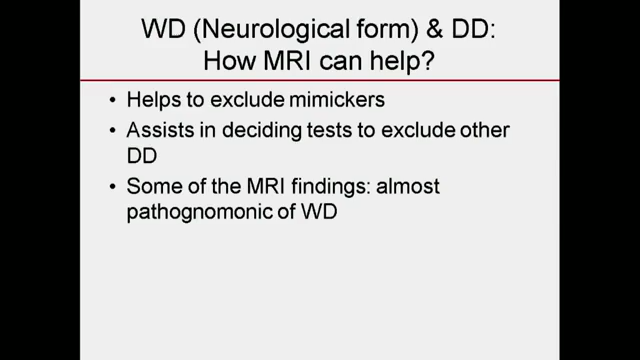 WD (Neurological form) & DD:
How MRI can help?
• Helps to exclude mimickers
• Assists in deciding tests to exclude other
DD
• Some of the MRI findings: almost
pathognomonic of WD